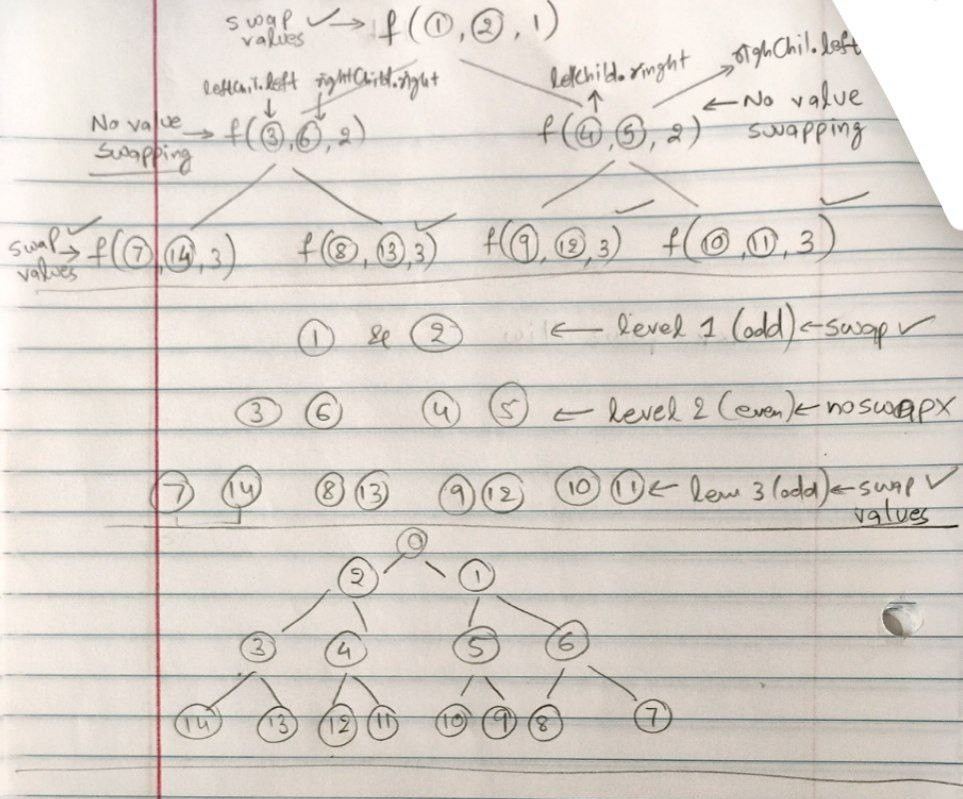 swap values ✓→ f(①, ②, 1)
leftChil.left rightChild.right leftChild.ringht righChil.left
No value swapping → f(③, ⑥, 2) f(④, ⑤, 2) ← No value swapping
swap ✓ values → f(⑦, ⑭, 3) f(⑧, ⑬, 3) ✓ f(⑨, ⑫, 3) ✓ f(⑩, ⑪, 3) ✓
① & ② ← level 1 (odd) ← swap ✓
③ ⑥ ④ ⑤ ← level 2 (even) ← no swap X
⑦ ⑭ ⑧ ⑬ ⑨ ⑫ ⑩ ⑪ ← 3 (odd) ← swap ✓
values
⓪
② ①
③ ④ ⑤ ⑥
⑭ ⑬ ⑫ ⑪ ⑩ ⑨ ⑧ ⑦